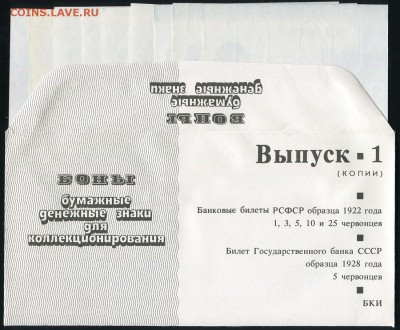 СОINS.LAVE.RU
бумажные
денежные знаки
БОНЫ
Выпуск ▪ 1
(КОПИИ)
БОНЫ
бумажные
денежные знаки
для
коллекционирования
Банковые билеты РСФСР образца 1922 года
1, 3, 5, 10 и 25 червонцев
Билет Государственного банка СССР
образца 1928 года
5 червонцев
БКИ